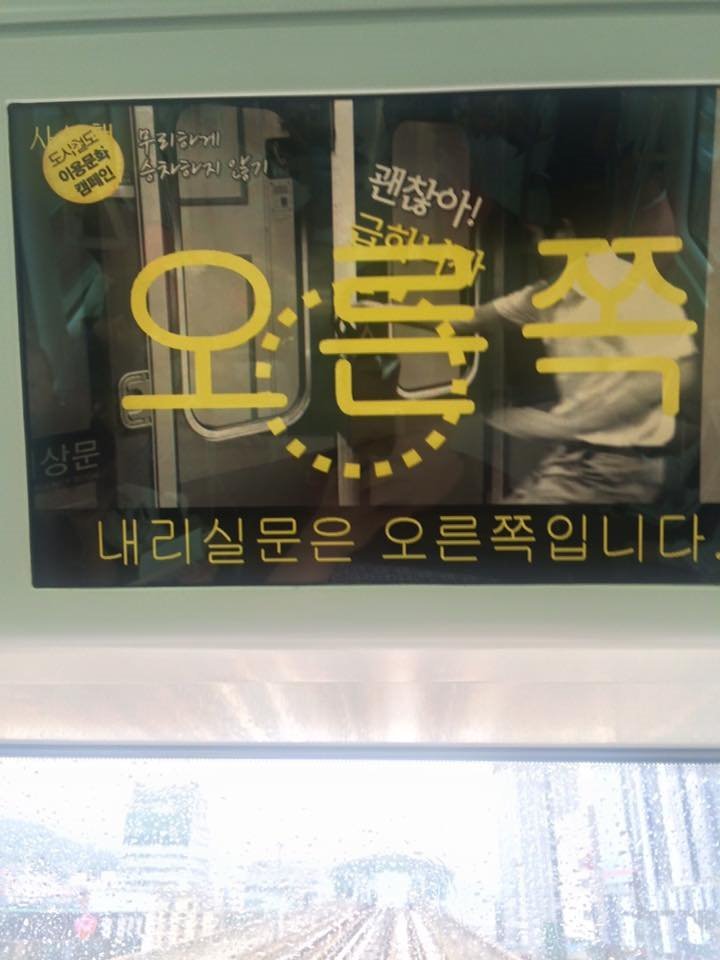 도시철도
이용문화
캠페인
무리하게
승차하지 않기
괜찮아!
오른쪽
상문
내리실문은 오른쪽입니다.